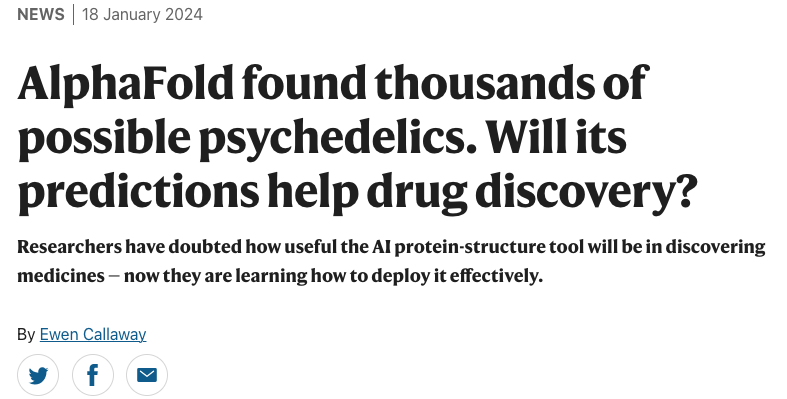 NEWS | 18 January 2024
AlphaFold found thousands of
possible psychedelics. Will its
predictions help drug discovery?
Researchers have doubted how useful the AI protein-structure tool will be in discovering
medicines — now they are learning how to deploy it effectively.
By Ewen Callaway